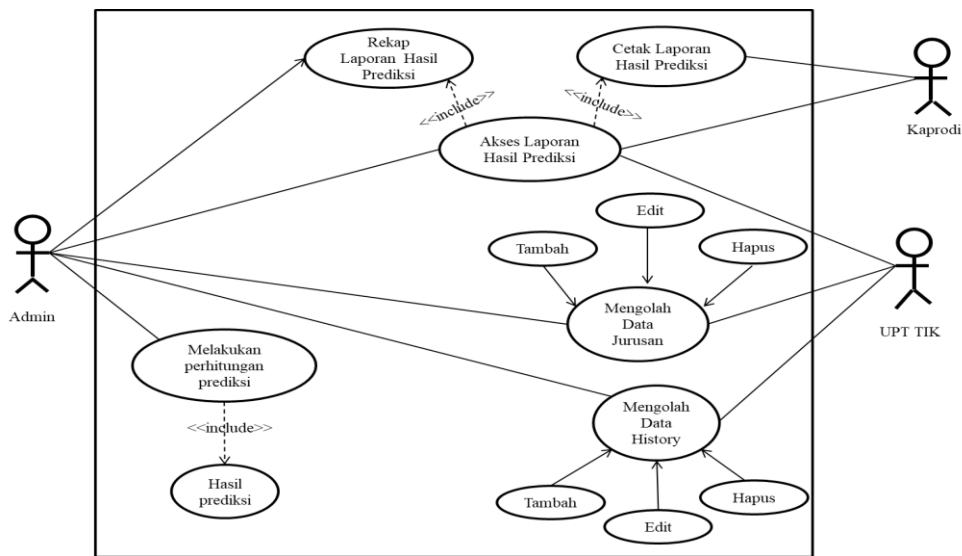 Rekap
Laporan Hasil
Prediksi
Cetak Laporan
Hasil Prediksi
<<include>>
<<include>>
Kaprodi
Akses Laporan
Hasil Prediksi
Edit
Tambah
Hapus
Admin
Mengolah
Data
Jurusan
UPT TIK
Melakukan
perhitungan
prediksi
Mengolah
Data
History
<<include>>
Hasil
prediksi
Tambah
Edit
Hapus